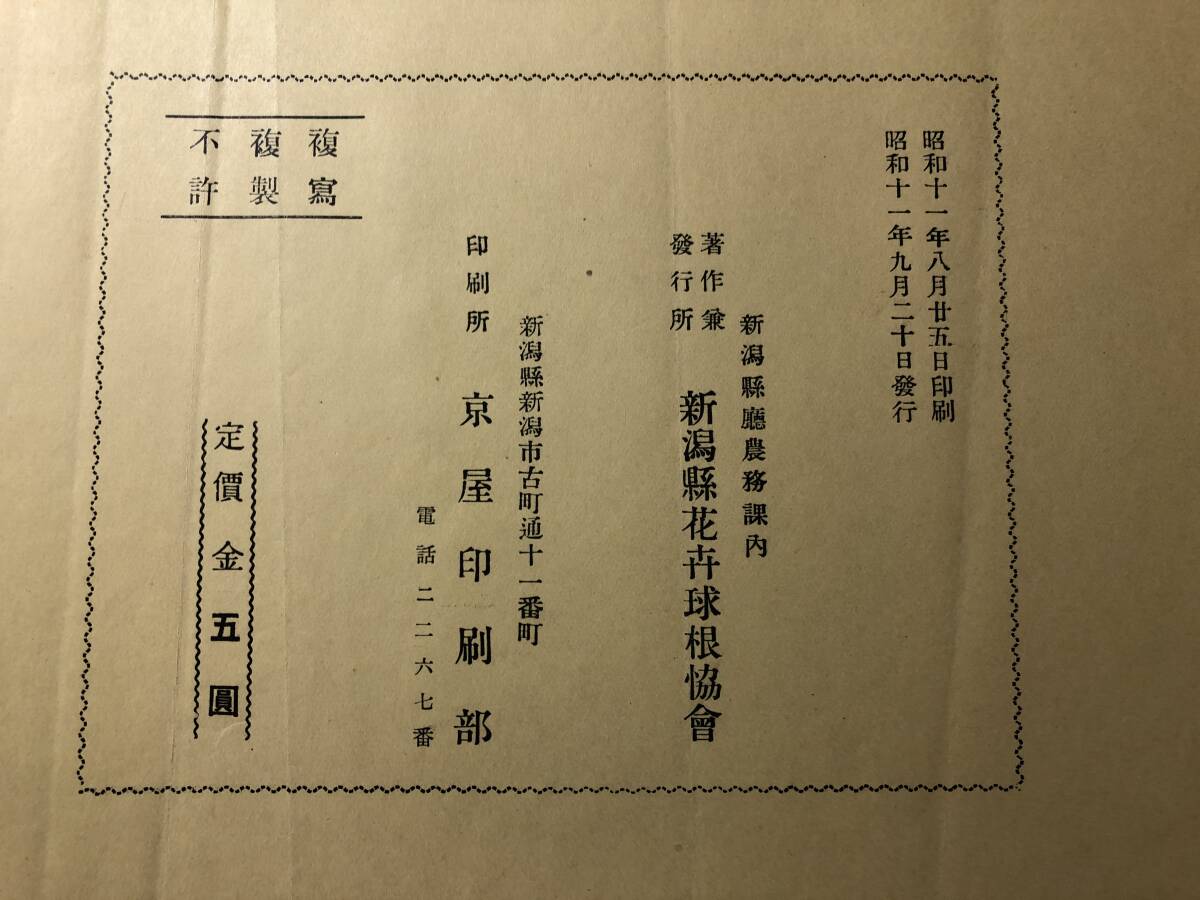 昭和十一年八月廿五日印刷
昭和十一年九月二十日發行
新潟縣廳農務課內
著作兼
發行所
新潟縣花卉球根協會
新潟縣新潟市古町通十一番町
印刷所 京屋印刷部
電話二二六七番
複寫
複製
不許
定價金五圓